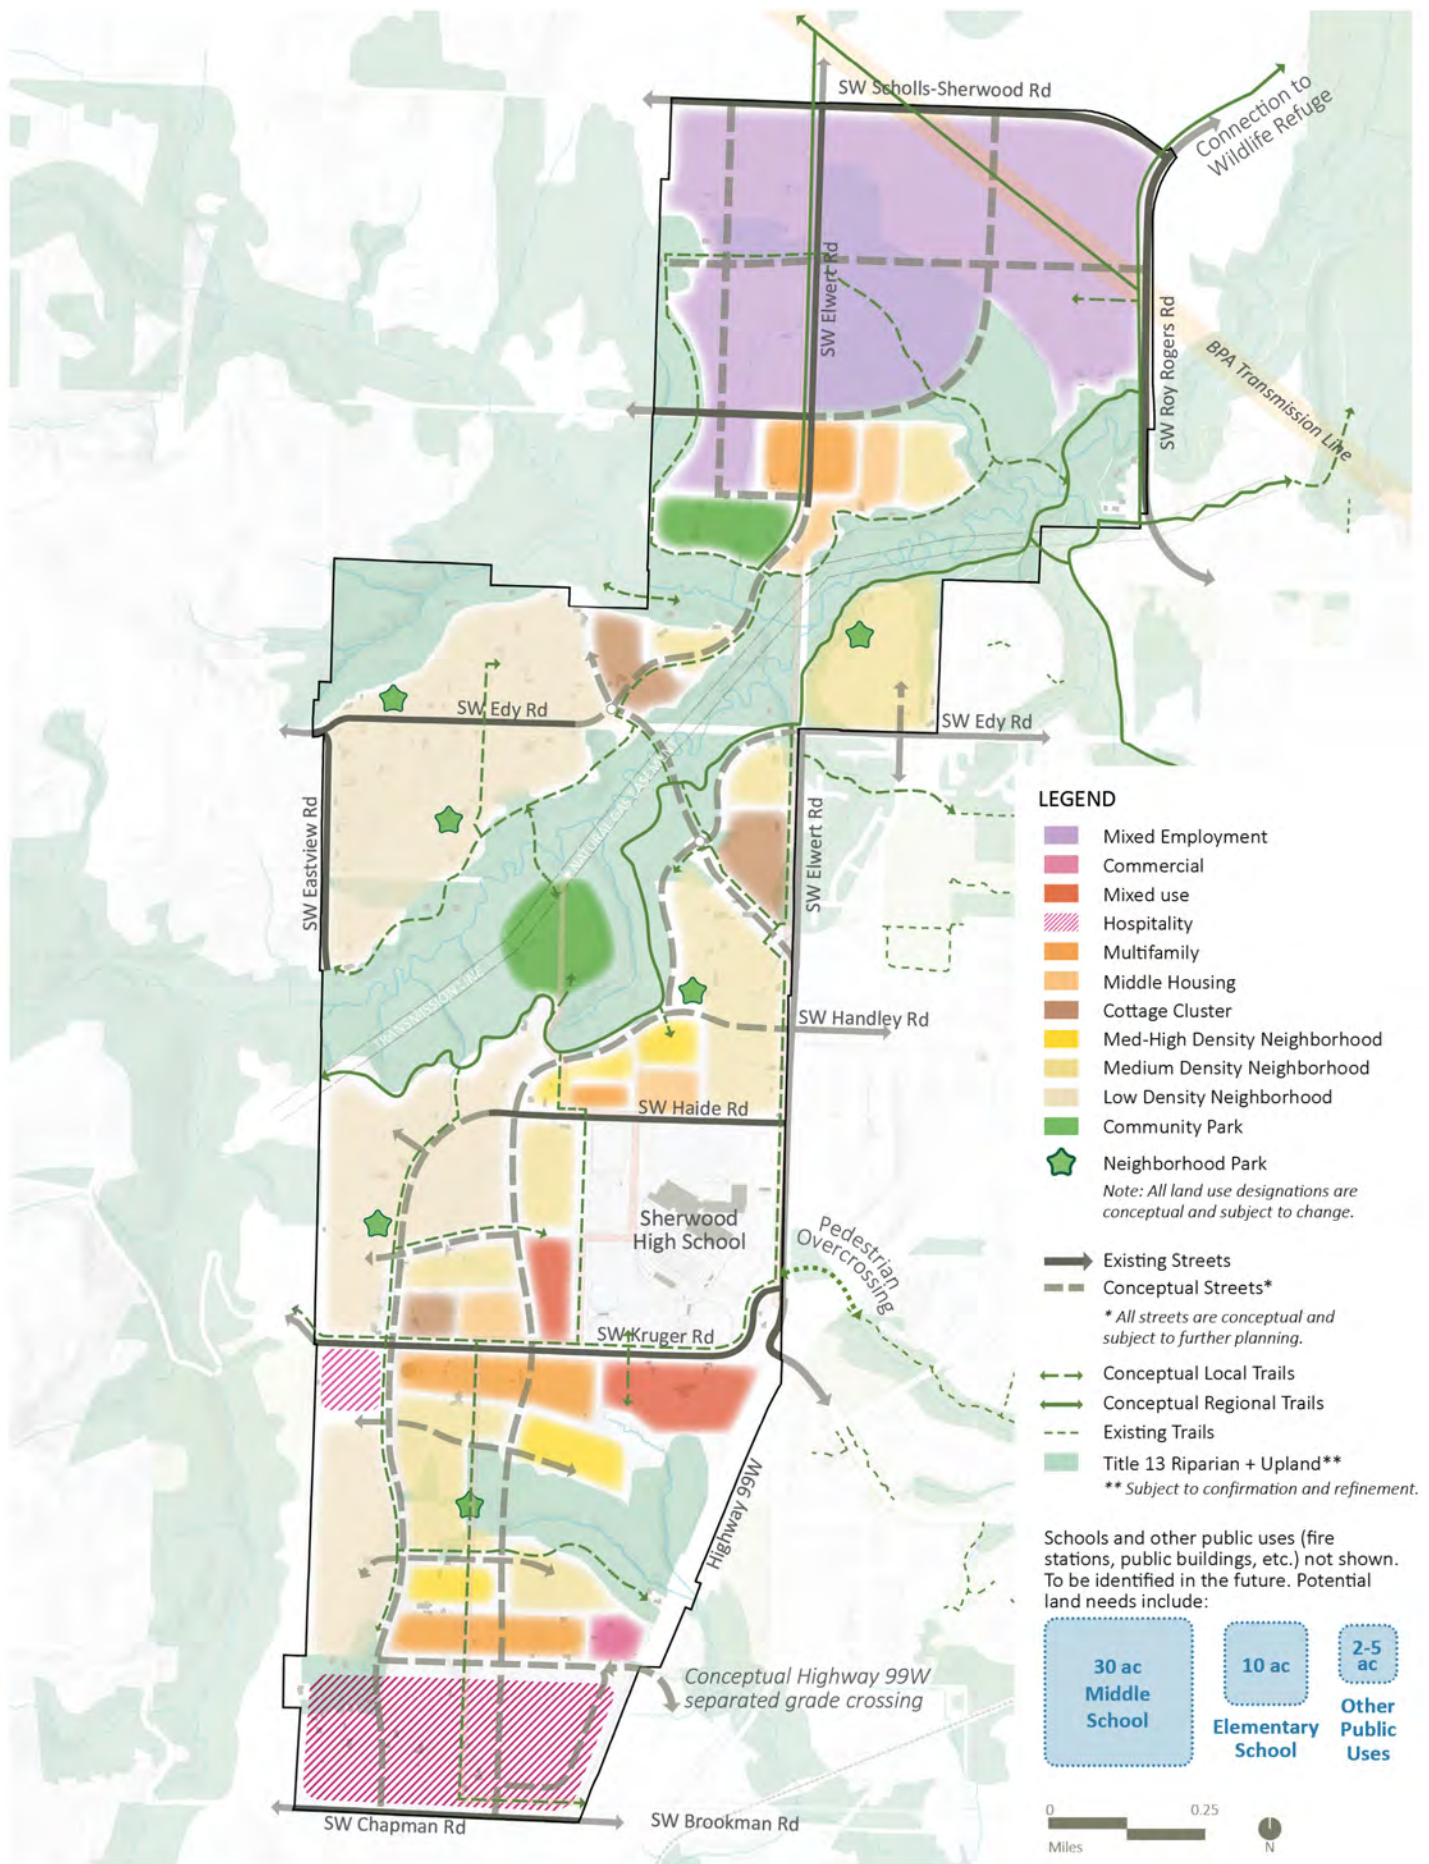 SW Scholls-Sherwood Rd
Connection to
Wildlife Refuge
SW Elwert Rd
SW Roy Rogers Rd
BPA Transmission Line
SW Edy Rd
SW Edy Rd
NATURAL GAS EASEMENT
SW Eastview Rd
SW Elwert Rd
TRANSMISSION LINE
SW Handley Rd
SW Haide Rd
Sherwood
High School
Pedestrian
Overcrossing
SW Kruger Rd
Highway 99W
Conceptual Highway 99W
separated grade crossing
SW Chapman Rd
SW Brookman Rd
LEGEND
Mixed Employment
Commercial
Mixed use
Hospitality
Multifamily
Middle Housing
Cottage Cluster
Med-High Density Neighborhood
Medium Density Neighborhood
Low Density Neighborhood
Community Park
Neighborhood Park
Note: All land use designations are
conceptual and subject to change.
Existing Streets
Conceptual Streets*
* All streets are conceptual and
subject to further planning.
Conceptual Local Trails
Conceptual Regional Trails
Existing Trails
Title 13 Riparian + Upland**
** Subject to confirmation and refinement.
Schools and other public uses (fire
stations, public buildings, etc.) not shown.
To be identified in the future. Potential
land needs include:
30 ac
Middle
School
10 ac
Elementary
School
2-5
ac
Other
Public
Uses
0 0.25
Miles
N